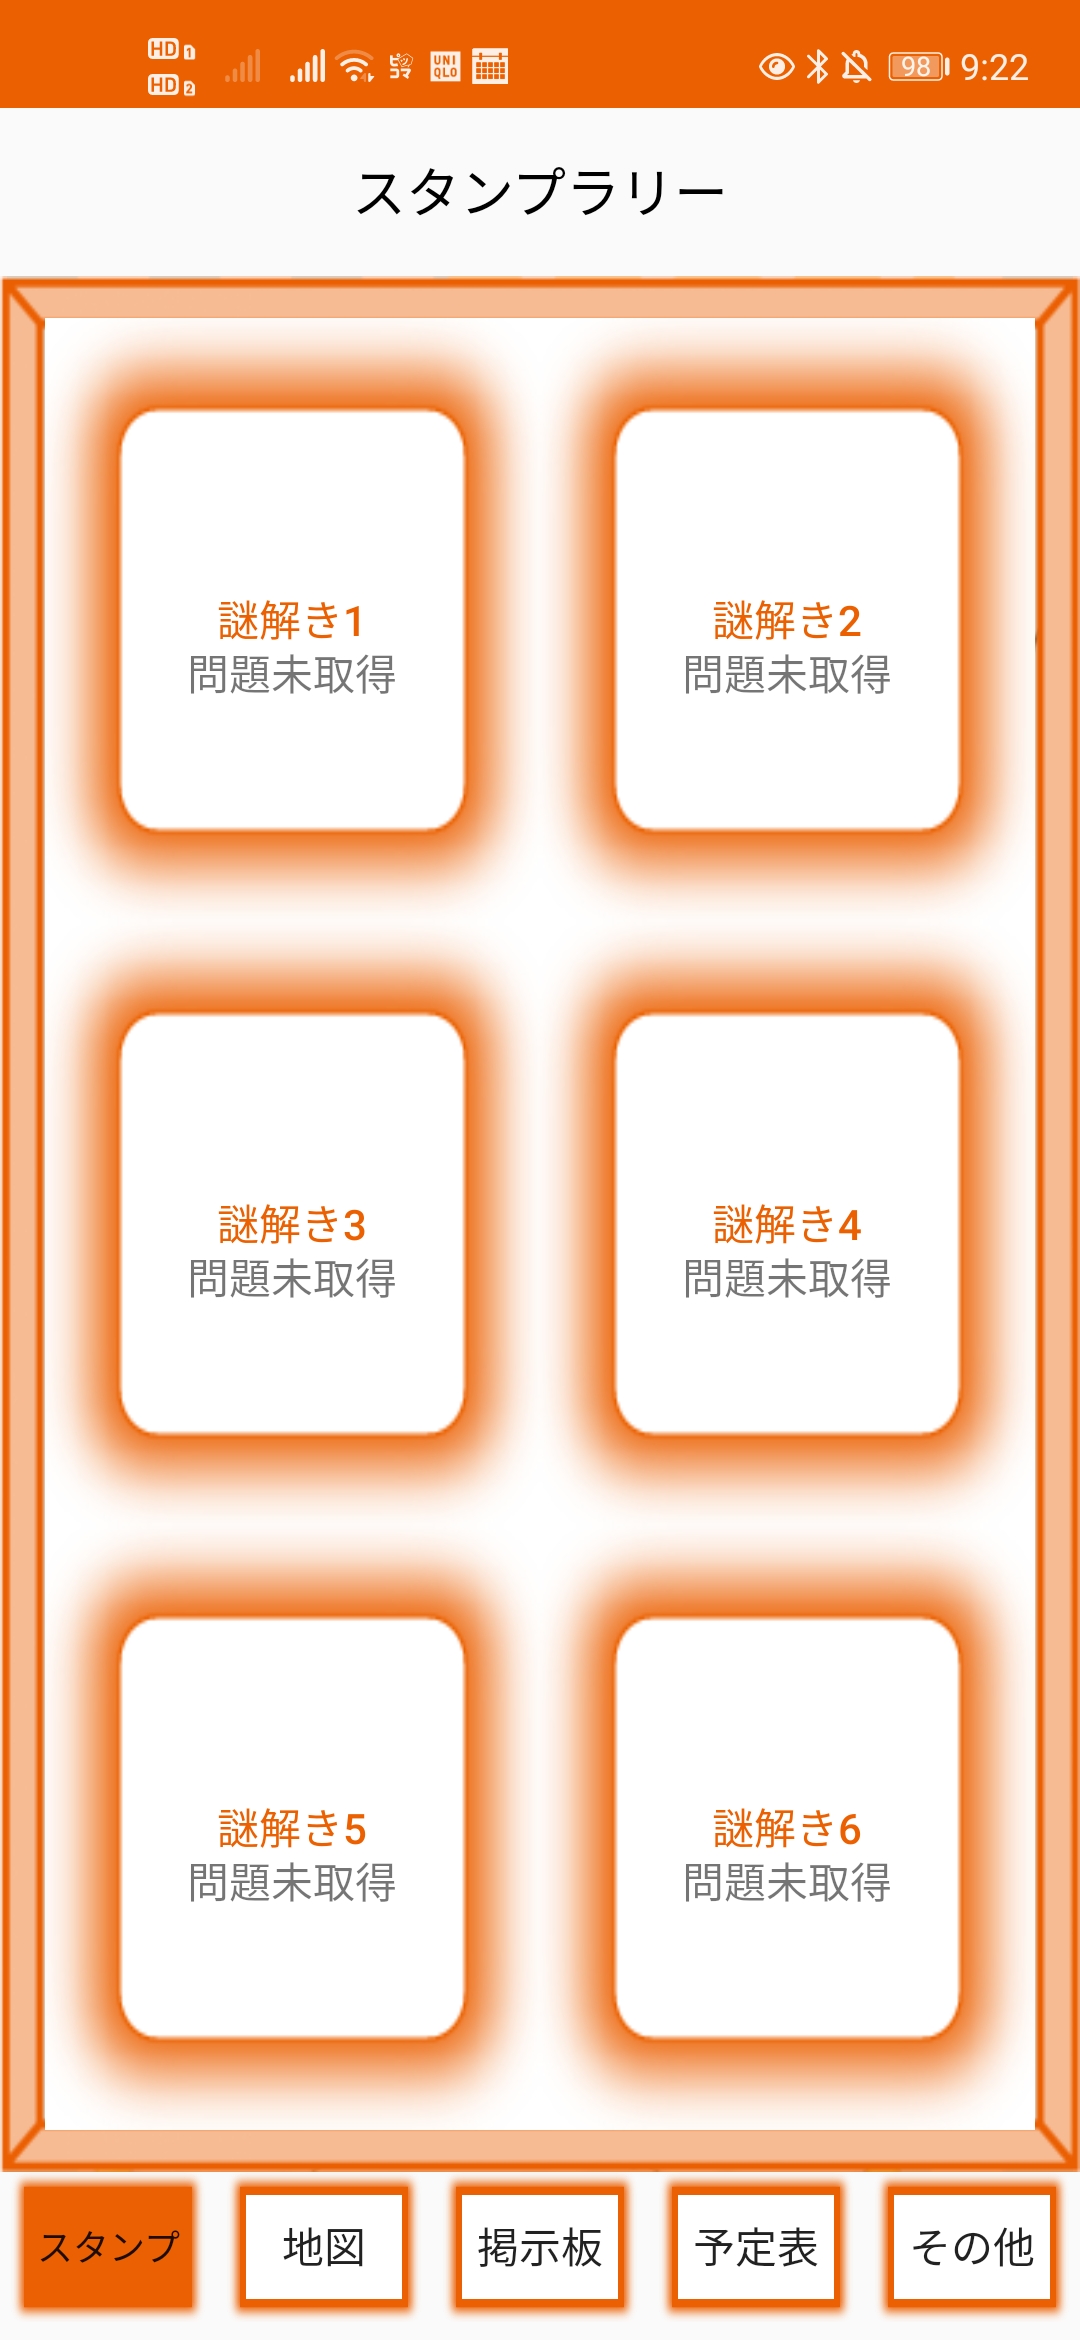 HD 1
HD 2
ピッコマ
UNI
QLO
98
9:22
スタンプラリー
謎解き1
問題未取得
謎解き2
問題未取得
謎解き3
問題未取得
謎解き4
問題未取得
謎解き5
問題未取得
謎解き6
問題未取得
スタンプ
地図
掲示板
予定表
その他